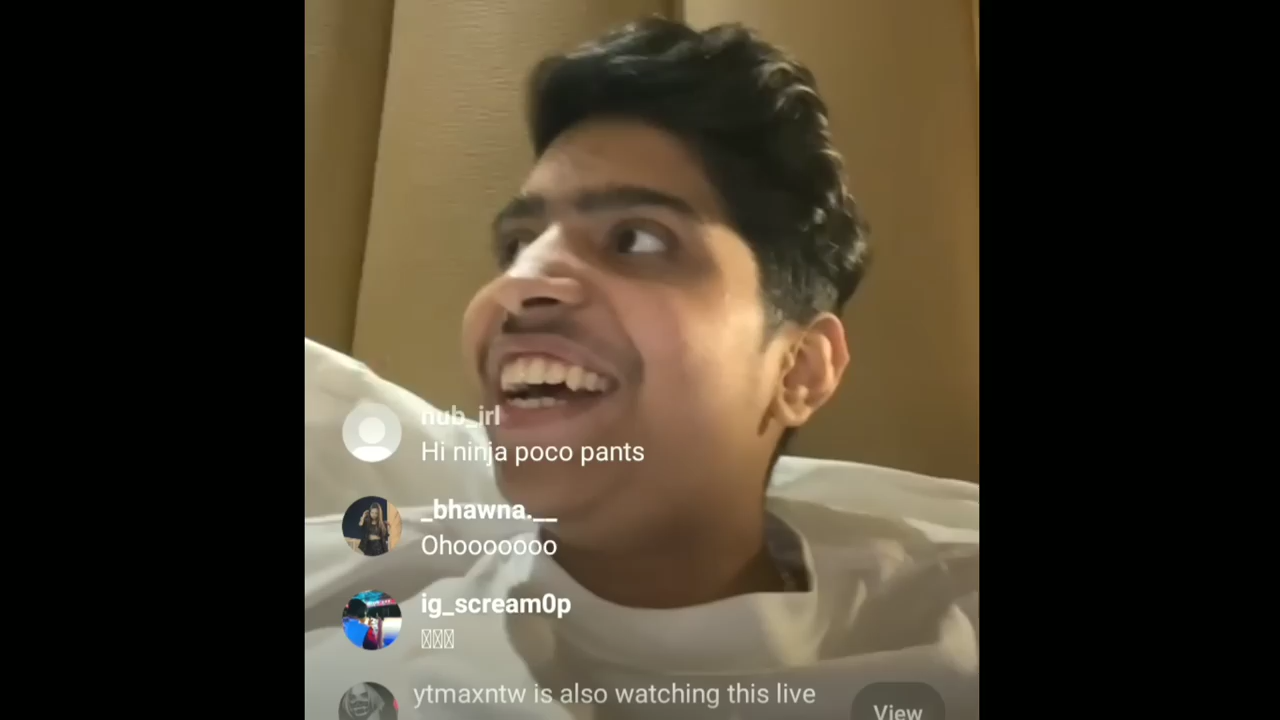 nub_irl
Hi ninja poco pants
_bhawna.__
Ohooooooo
ig_scream0p
ytmaxntw is also watching this live
View